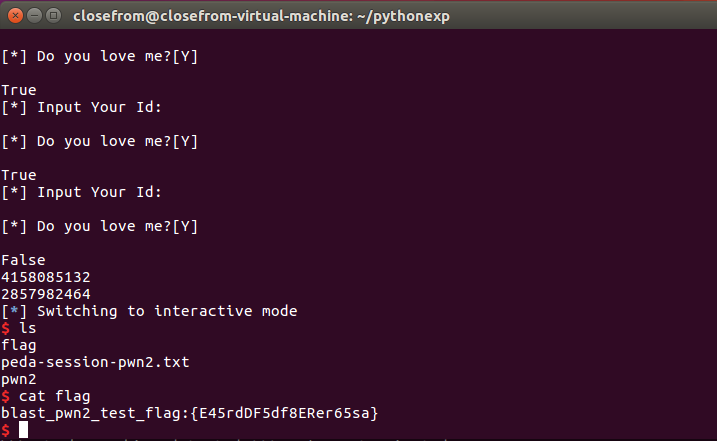 closefrom@closefrom-virtual-machine: ~/pythonexp
[*] Do you love me?[Y]
True
[*] Input Your Id:
[*] Do you love me?[Y]
True
[*] Input Your Id:
[*] Do you love me?[Y]
False
4158085132
2857982464
[*] Switching to interactive mode
$ ls
flag
peda-session-pwn2.txt
pwn2
$ cat flag
blast_pwn2_test_flag:{E45rdDF5df8ERer65sa}
$